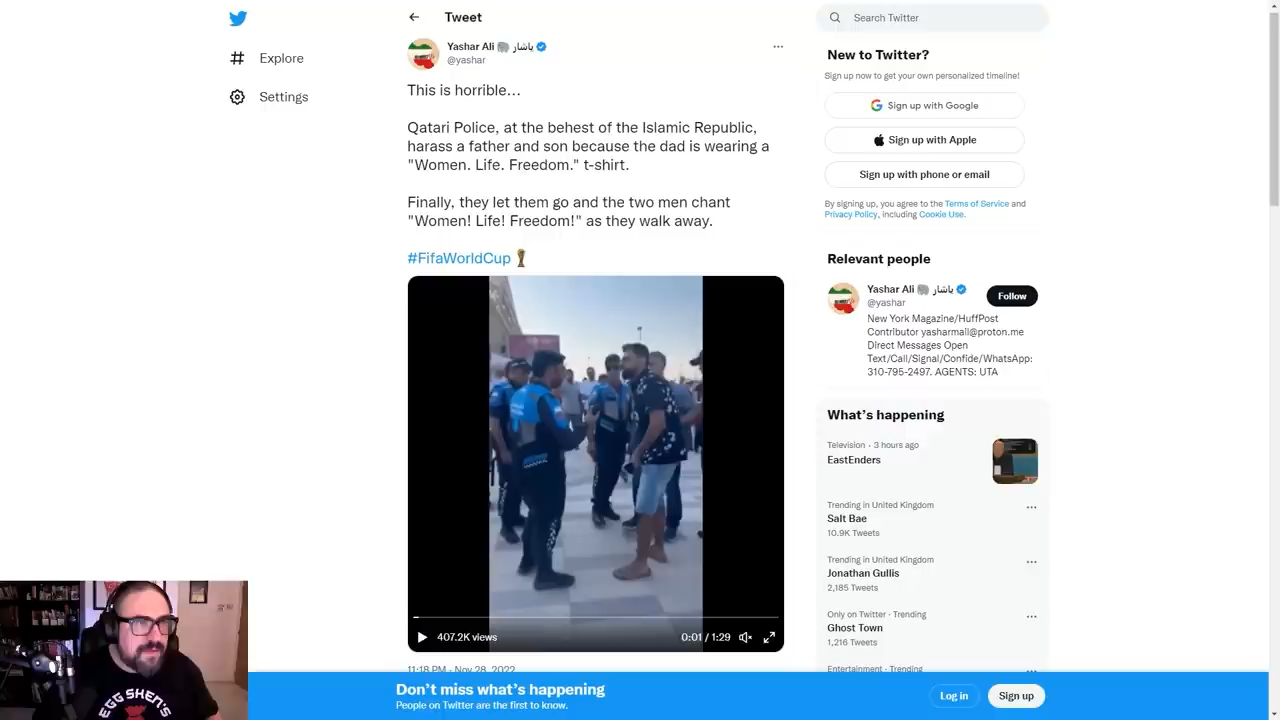 Tweet
Search Twitter
Explore
Settings
Yashar Ali 🐘 یاشار
@yashar
This is horrible…
Qatari Police, at the behest of the Islamic Republic,
harass a father and son because the dad is wearing a
"Women. Life. Freedom." t-shirt.
Finally, they let them go and the two men chant
"Women! Life! Freedom!" as they walk away.
#FifaWorldCup
407.2K views
0:01 / 1:29
11:18 PM · Nov 28, 2022
New to Twitter?
Sign up now to get your own personalized timeline!
Sign up with Google
Sign up with Apple
Sign up with phone or email
By signing up, you agree to the Terms of Service and
Privacy Policy, including Cookie Use.
Relevant people
Yashar Ali 🐘 یاشار
@yashar
Follow
New York Magazine/HuffPost
Contributor yasharmail@proton.me
Direct Messages Open
Text/Call/Signal/Confide/WhatsApp:
310-795-2497. AGENTS: UTA
What's happening
Television · 3 hours ago
EastEnders
Trending in United Kingdom
Salt Bae
10.9K Tweets
Trending in United Kingdom
Jonathan Gullis
2,185 Tweets
Only on Twitter · Trending
Ghost Town
1,216 Tweets
Entertainment · Trending
EGG SHEN'S
Don't miss what's happening
People on Twitter are the first to know.
Log in
Sign up